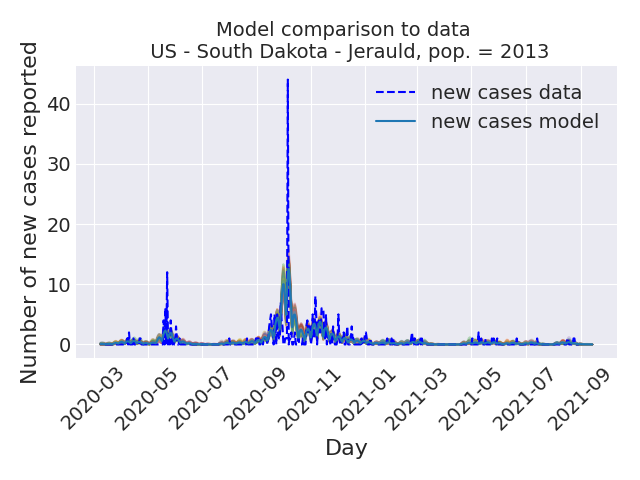 Model comparison to data
US - South Dakota - Jerauld, pop. = 2013
Number of new cases reported
40
30
20
10
0
new cases data
new cases model
2020-03
2020-05
2020-07
2020-09
2020-11
2021-01
2021-03
2021-05
2021-07
2021-09
Day